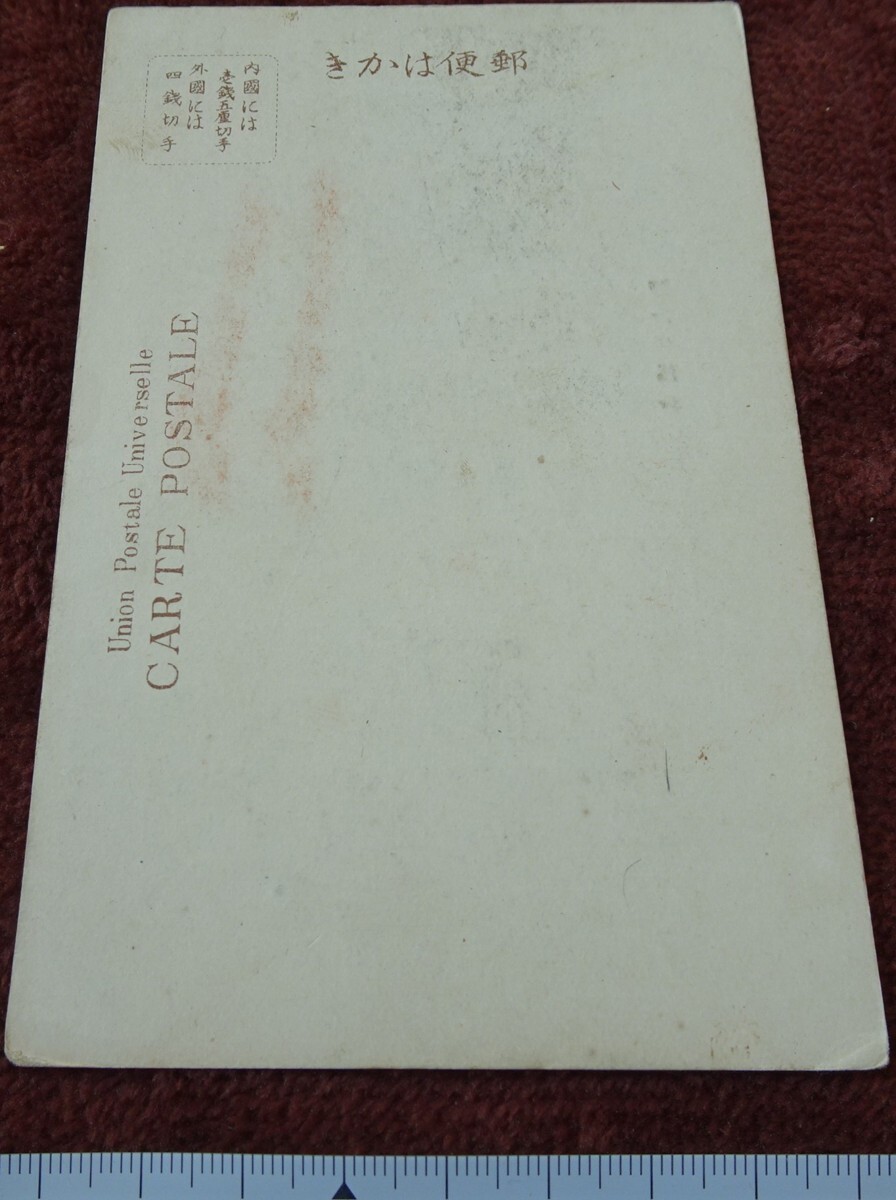 きかは便郵
内國には
壱錢五厘切手
外國には
四錢切手
Union Postale Universelle
CARTE POSTALE